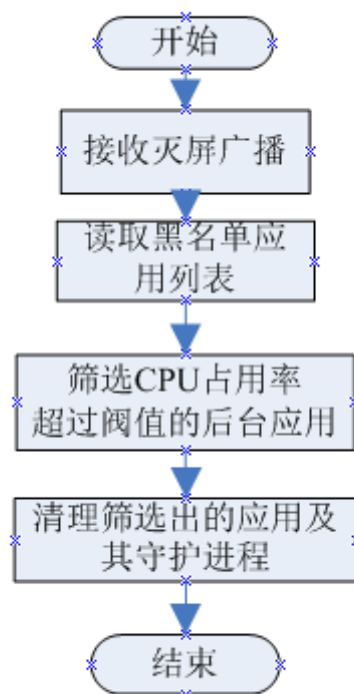 开始
接收灭屏广播
读取黑名单应
用列表
筛选CPU占用率
超过阀值的后台应用
清理筛选出的应用及
其守护进程
结束